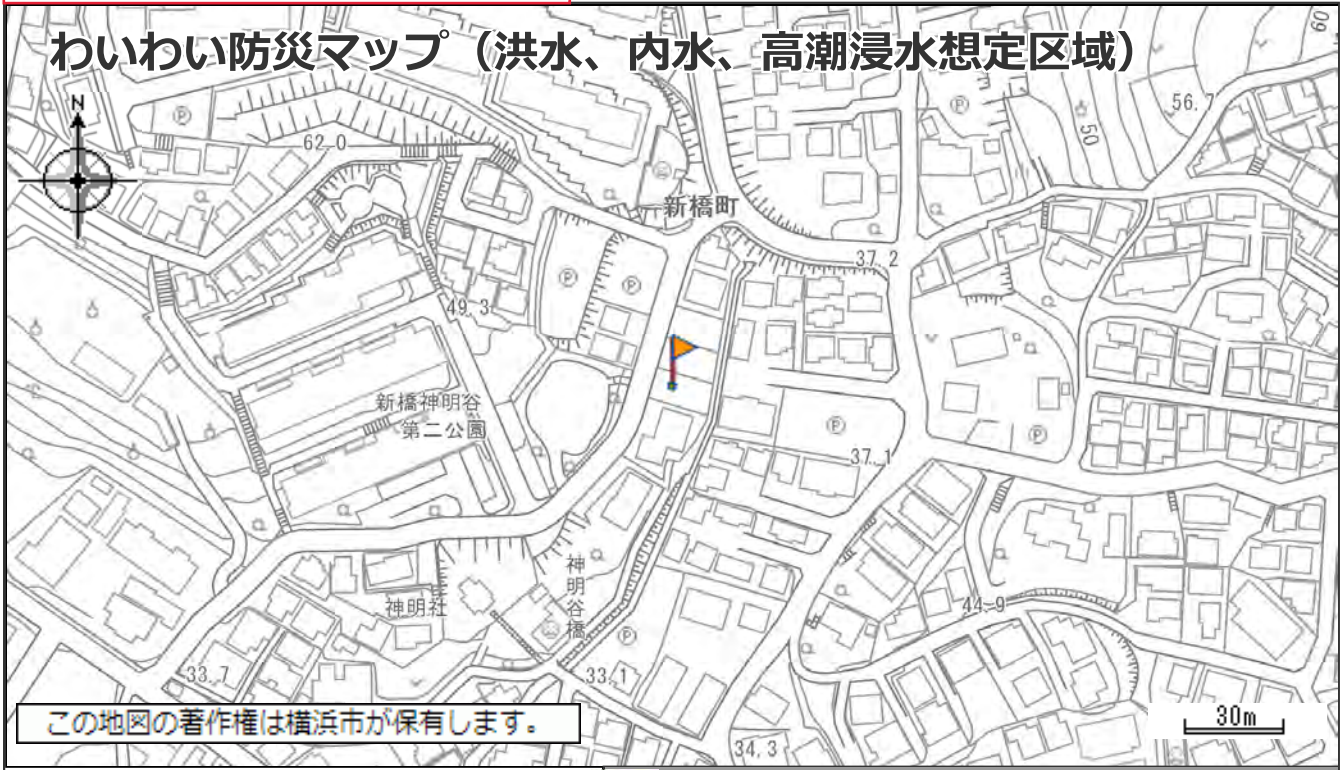 わいわい防災マップ（洪水、内水、高潮浸水想定区域）
60
N
P
P
56.7
50
62.0
新橋町
37.2
P
P
49.3
新橋神明谷
第二公園
P
P
37.1
神明谷橋
神明社
44.9
P
33.7
33.1
この地図の著作権は横浜市が保有します。
30m
34.3